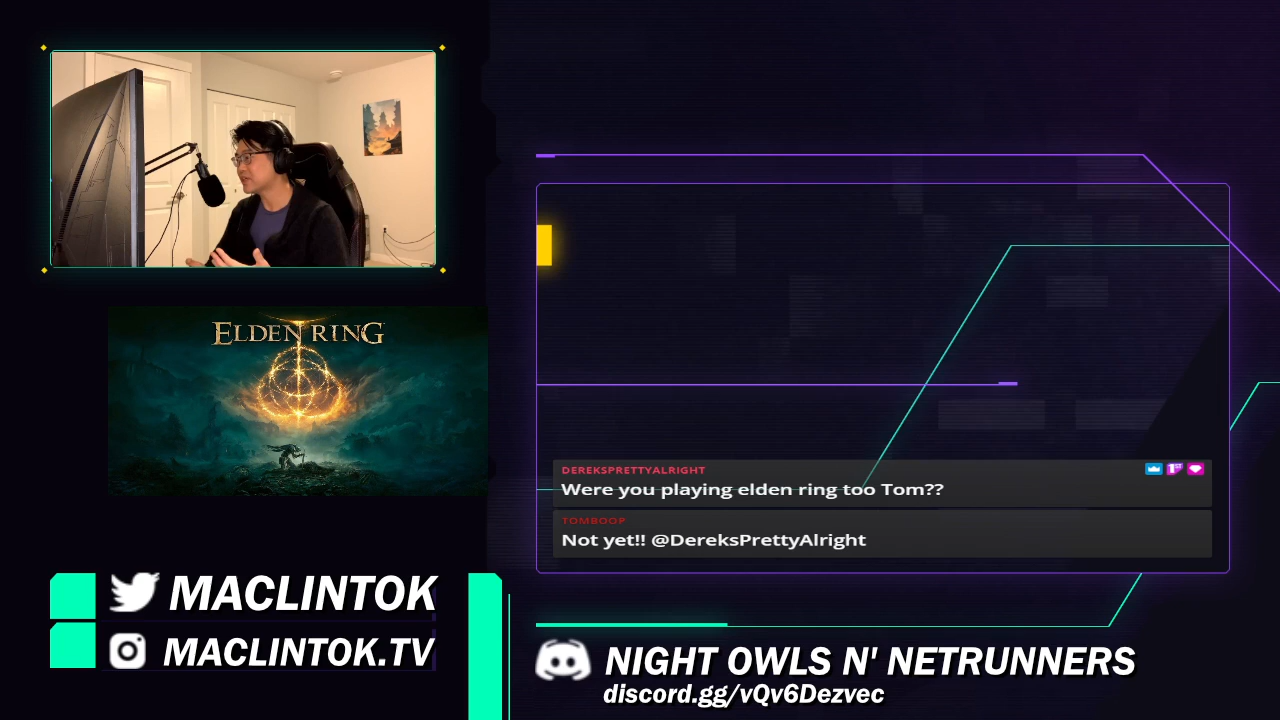 ELDEN RING
DEREKSPRETTYALRIGHT
Were you playing elden ring too Tom??
TOMBOOP
Not yet!! @DereksPrettyAlright
MACLINTOK
MACLINTOK.TV
NIGHT OWLS N' NETRUNNERS
discord.gg/vQv6Dezvec